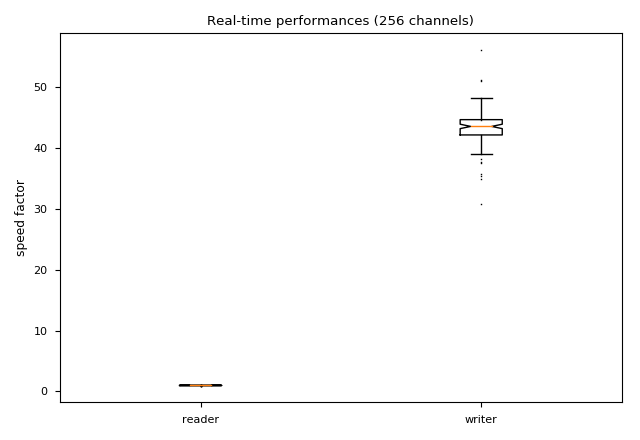 Real-time performances (256 channels)
speed factor
50
40
30
20
10
0
reader
writer